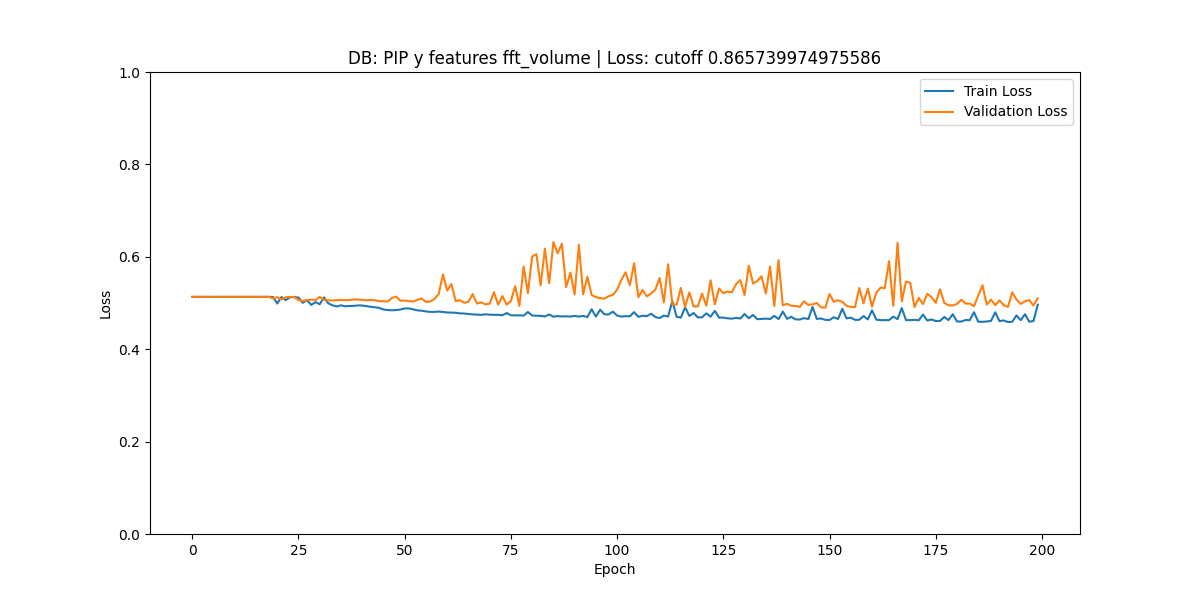 DB: PIP y features fft_volume | Loss: cutoff 0.865739974975586
Train Loss
Validation Loss
Loss
1.0
0.8
0.6
0.4
0.2
0.0
0 25 50 75 100 125 150 175 200
Epoch